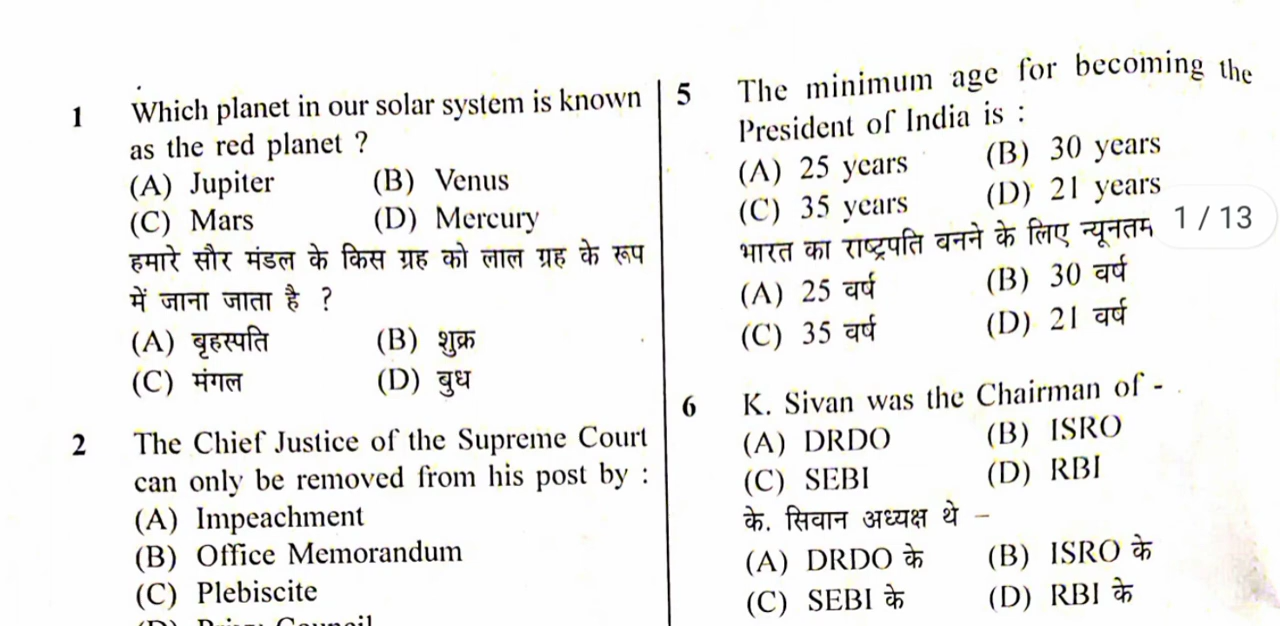 1 Which planet in our solar system is known
as the red planet ?
(A) Jupiter (B) Venus
(C) Mars (D) Mercury
हमारे सौर मंडल के किस ग्रह को लाल ग्रह के रूप
में जाना जाता है ?
(A) बृहस्पति (B) शुक्र
(C) मंगल (D) बुध
2 The Chief Justice of the Supreme Court
can only be removed from his post by :
(A) Impeachment
(B) Office Memorandum
(C) Plebiscite
(D) Privy Council
5 The minimum age for becoming the
President of India is :
(A) 25 years (B) 30 years
(C) 35 years (D) 21 years
भारत का राष्ट्रपति बनने के लिए न्यूनतम
(A) 25 वर्ष (B) 30 वर्ष
(C) 35 वर्ष (D) 21 वर्ष
6 K. Sivan was the Chairman of -
(A) DRDO (B) ISRO
(C) SEBI (D) RBI
के. सिवान अध्यक्ष थे –
(A) DRDO के (B) ISRO के
(C) SEBI के (D) RBI के
1 / 13